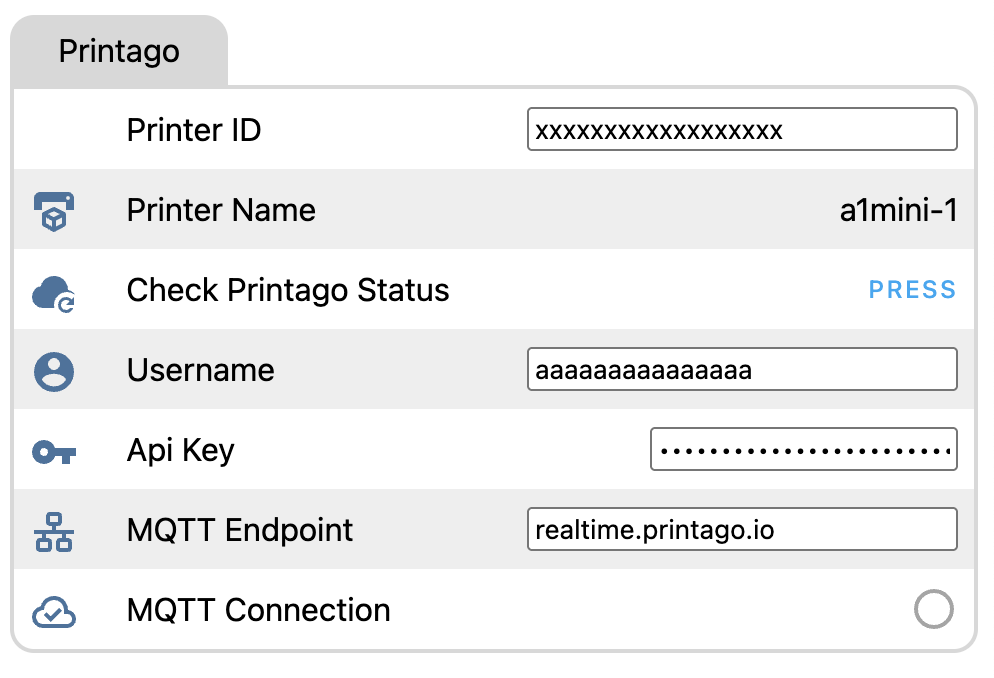 Printago
Printer ID xxxxxxxxxxxxxxxxxx
Printer Name a1mini-1
Check Printago Status PRESS
Username aaaaaaaaaaaaaaa
Api Key ••••••••••••••••••••••••
MQTT Endpoint realtime.printago.io
MQTT Connection